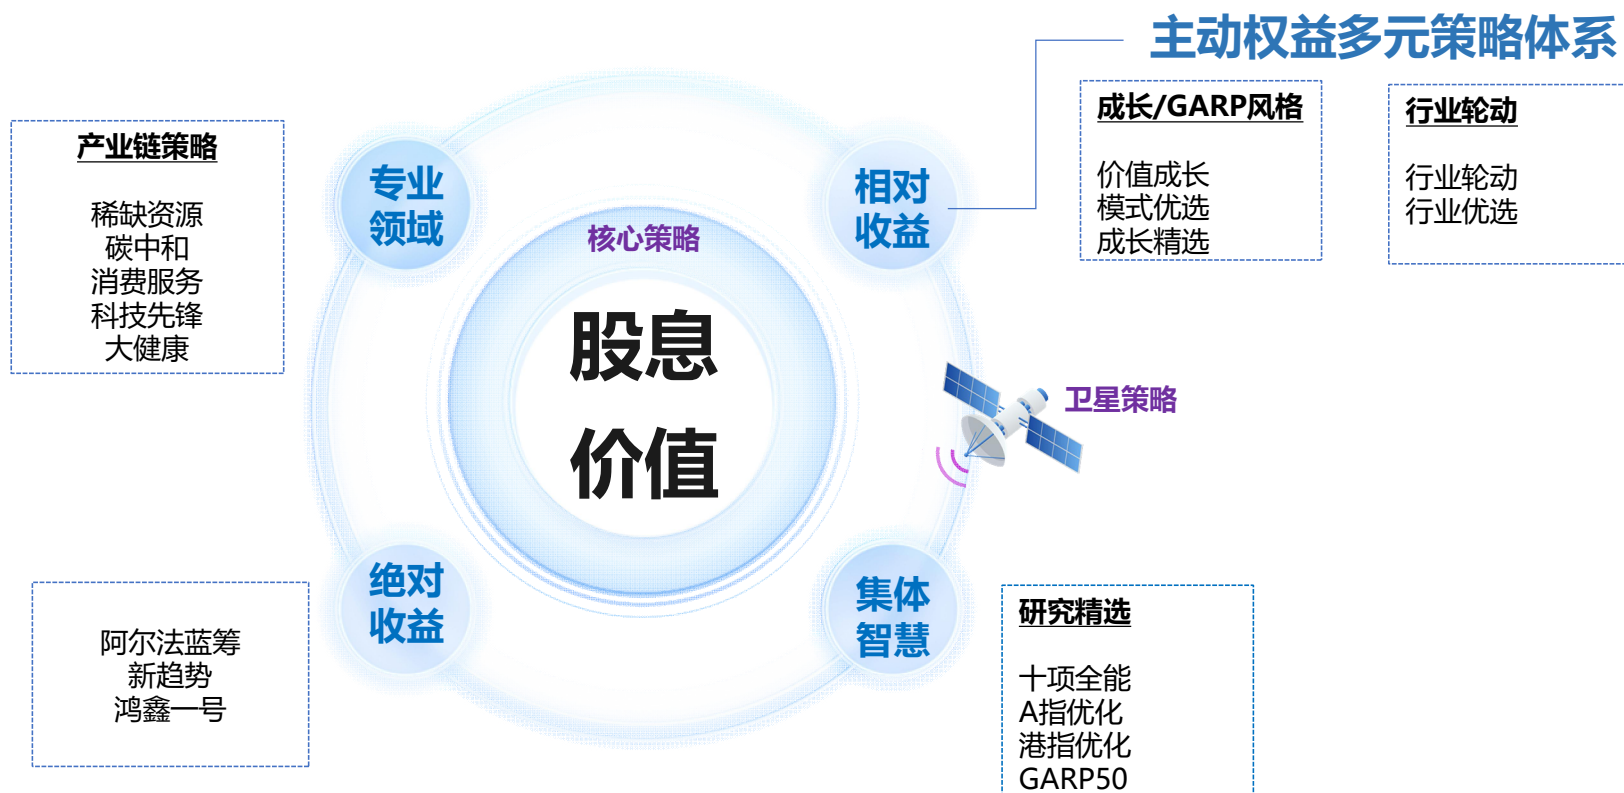 主动权益多元策略体系
产业链策略
稀缺资源
碳中和
消费服务
科技先锋
大健康
专业
领域
相对
收益
成长/GARP风格
价值成长
模式优选
成长精选
行业轮动
行业轮动
行业优选
核心策略
股息
价值
卫星策略
绝对
收益
阿尔法蓝筹
新趋势
鸿鑫一号
集体
智慧
研究精选
十项全能
A指优化
港指优化
GARP50